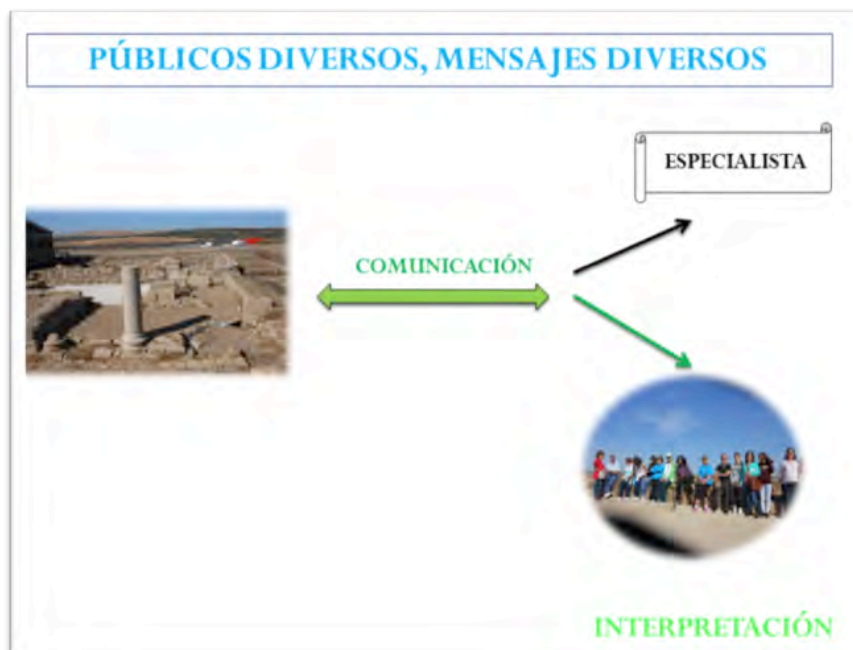 PÚBLICOS DIVERSOS, MENSAJES DIVERSOS
ESPECIALISTA
COMUNICACIÓN
INTERPRETACIÓN